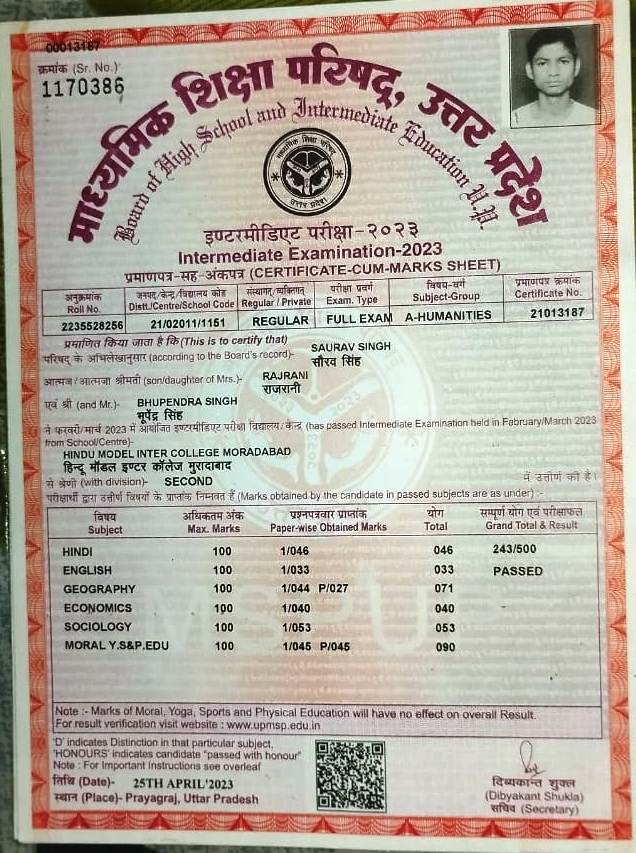 00013187
क्रमांक (Sr. No.)
1170386
माध्यमिक शिक्षा परिषद्, उत्तर प्रदेश
Board of High School and Intermediate Education U.P.
माध्यमिक शिक्षा परिषद्
उत्तर प्रदेश
इण्टरमीडिएट परीक्षा-२०२३
Intermediate Examination-2023
प्रमाणपत्र-सह-अंकपत्र (CERTIFICATE-CUM-MARKS SHEET)
अनुक्रमांक जनपद/केन्द्र/विद्यालय कोड संस्थागत/व्यक्तिगत परीक्षा प्रवर्ग विषय-वर्ग प्रमाणपत्र क्रमांक
Roll No. Distt./Centre/School Code Regular / Private Exam. Type Subject-Group Certificate No.
2235528256 21/02011/1151 REGULAR FULL EXAM A-HUMANITIES 21013187
प्रमाणित किया जाता है कि (This is to certify that)
SAURAV SINGH
परिषद् के अभिलेखानुसार (according to the Board's record)- सौरव सिंह
RAJRANI
आत्मज/आत्मजा श्रीमती (son/daughter of Mrs.)- राजरानी
एवं श्री (and Mr.)- BHUPENDRA SINGH
भूपेंद्र सिंह
ने फरवरी/मार्च 2023 में आयोजित इण्टरमीडिएट परीक्षा विद्यालय/केन्द्र (has passed Intermediate Examination held in February/March 2023
from School/Centre)-
HINDU MODEL INTER COLLEGE MORADABAD
हिन्दू मॉडल इण्टर कॉलेज मुरादाबाद
से श्रेणी (with division)- SECOND में उत्तीर्ण की है।
परीक्षार्थी द्वारा उत्तीर्ण विषयों के प्राप्तांक निम्नवत हैं (Marks obtained by the candidate in passed subjects are as under):-
विषय अधिकतम अंक प्रश्नपत्रवार प्राप्तांक योग सम्पूर्ण योग एवं परीक्षाफल
Subject Max. Marks Paper-wise Obtained Marks Total Grand Total & Result
HINDI 100 1/046 046 243/500
ENGLISH 100 1/033 033 PASSED
GEOGRAPHY 100 1/044 P/027 071
ECONOMICS 100 1/040 040
SOCIOLOGY 100 1/053 053
MORAL Y.S&P.EDU 100 1/045 P/045 090
Note :- Marks of Moral, Yoga, Sports and Physical Education will have no effect on overall Result.
For result verification visit website : www.upmsp.edu.in
'D' indicates Distinction in that particular subject,
'HONOURS' indicates candidate "passed with honour"
Note : For Important Instructions see overleaf
तिथि (Date)- 25TH APRIL'2023
स्थान (Place)- Prayagraj, Uttar Pradesh
दिव्यकान्त शुक्ल
(Dibyakant Shukla)
सचिव (Secretary)